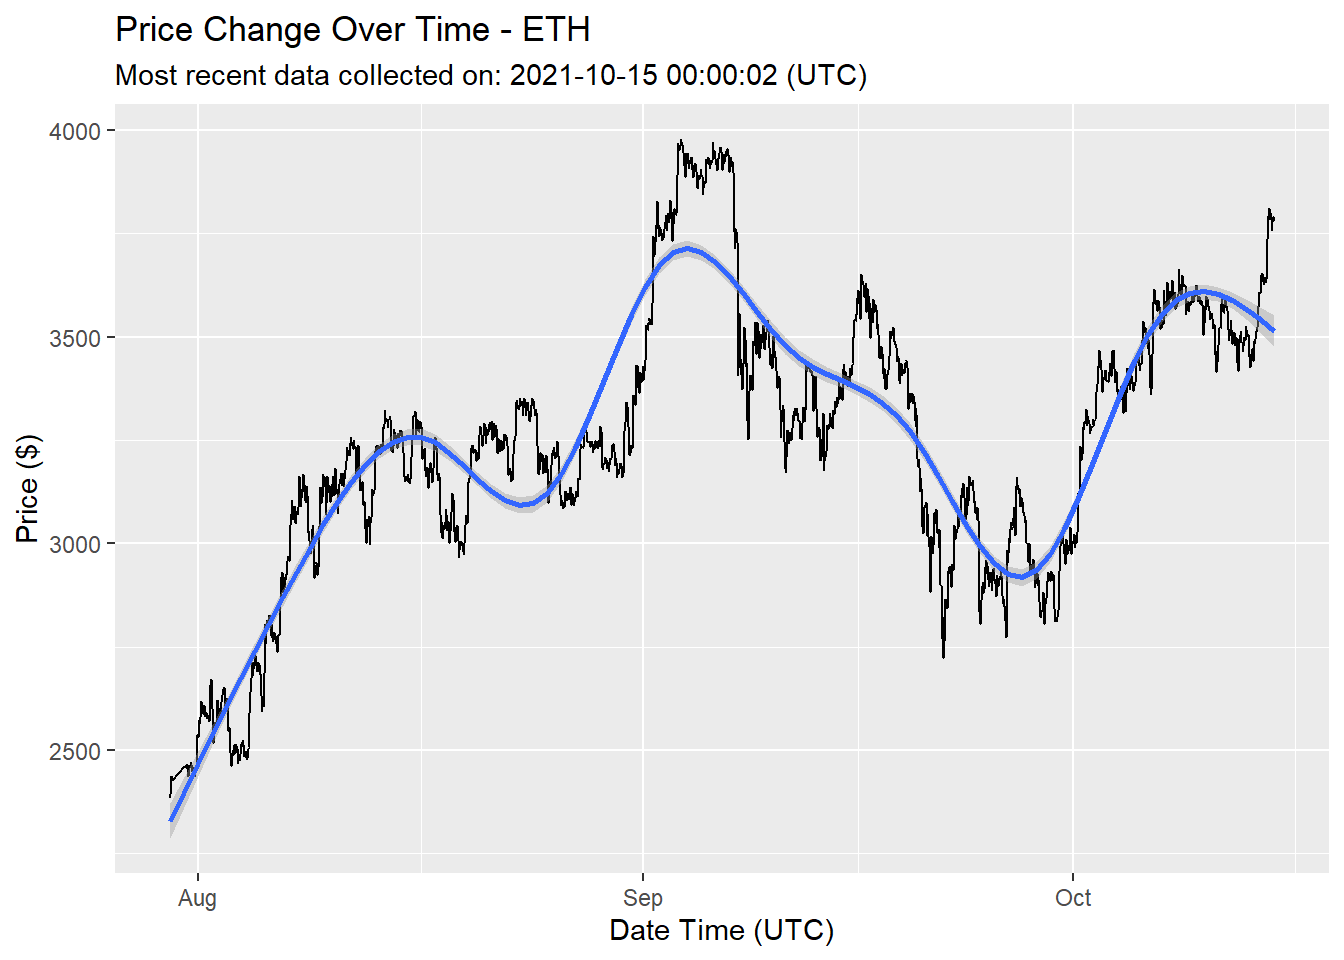 Price Change Over Time - ETH
Most recent data collected on: 2021-10-15 00:00:02 (UTC)
4000
3500
3000
2500
Price ($)
Aug
Sep
Oct
Date Time (UTC)